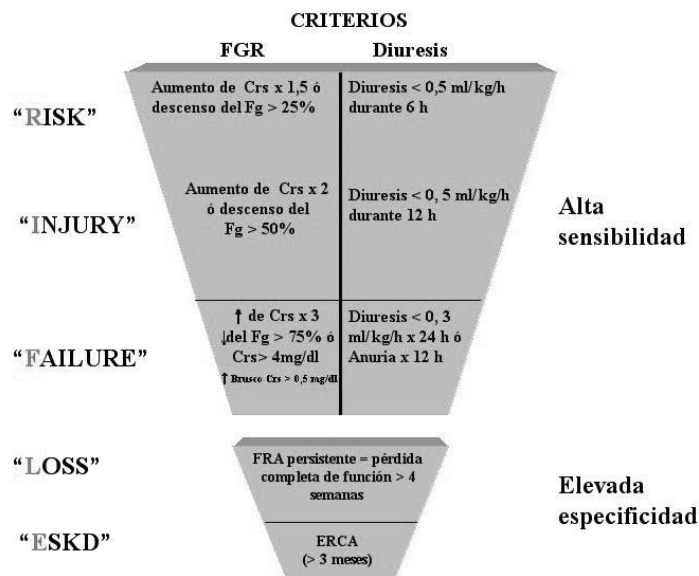 CRITERIOS
FGR Diuresis
“RISK”
Aumento de Crs x 1,5 ó
descenso del Fg > 25%
Diuresis < 0,5 ml/kg/h
durante 6 h
“INJURY”
Aumento de Crs x 2
ó descenso del
Fg > 50%
Diuresis < 0, 5 ml/kg/h
durante 12 h
Alta
sensibilidad
“FAILURE”
↑ de Crs x 3
↓del Fg > 75% ó
Crs> 4mg/dl
↑ Brusco Crs > 0,5 mg/dl
Diuresis < 0, 3
ml/kg/h x 24 h ó
Anuria x 12 h
“LOSS”
FRA persistente = pérdida
completa de función > 4
semanas
Elevada
especificidad
“ESKD”
ERCA
(> 3 meses)